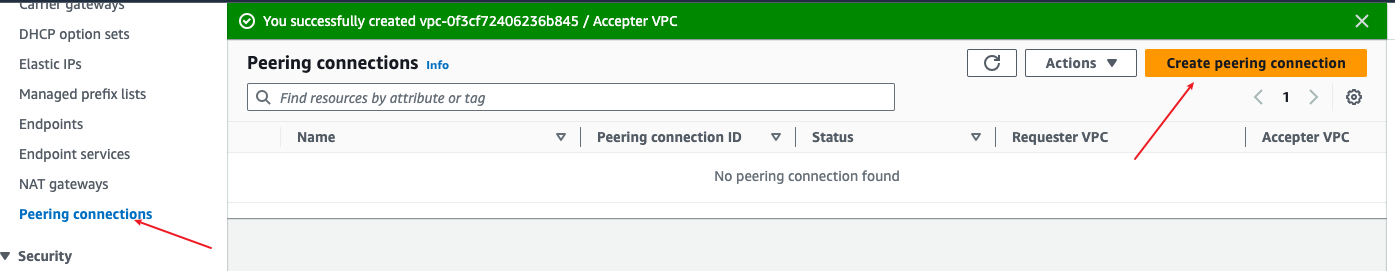 Carrier gateways
DHCP option sets
Elastic IPs
Managed prefix lists
Endpoints
Endpoint services
NAT gateways
Peering connections
Security
You successfully created vpc-0f3cf72406236b845 / Accepter VPC
Peering connections Info
Actions
Create peering connection
Find resources by attribute or tag
1
Name Peering connection ID Status Requester VPC Accepter VPC
No peering connection found